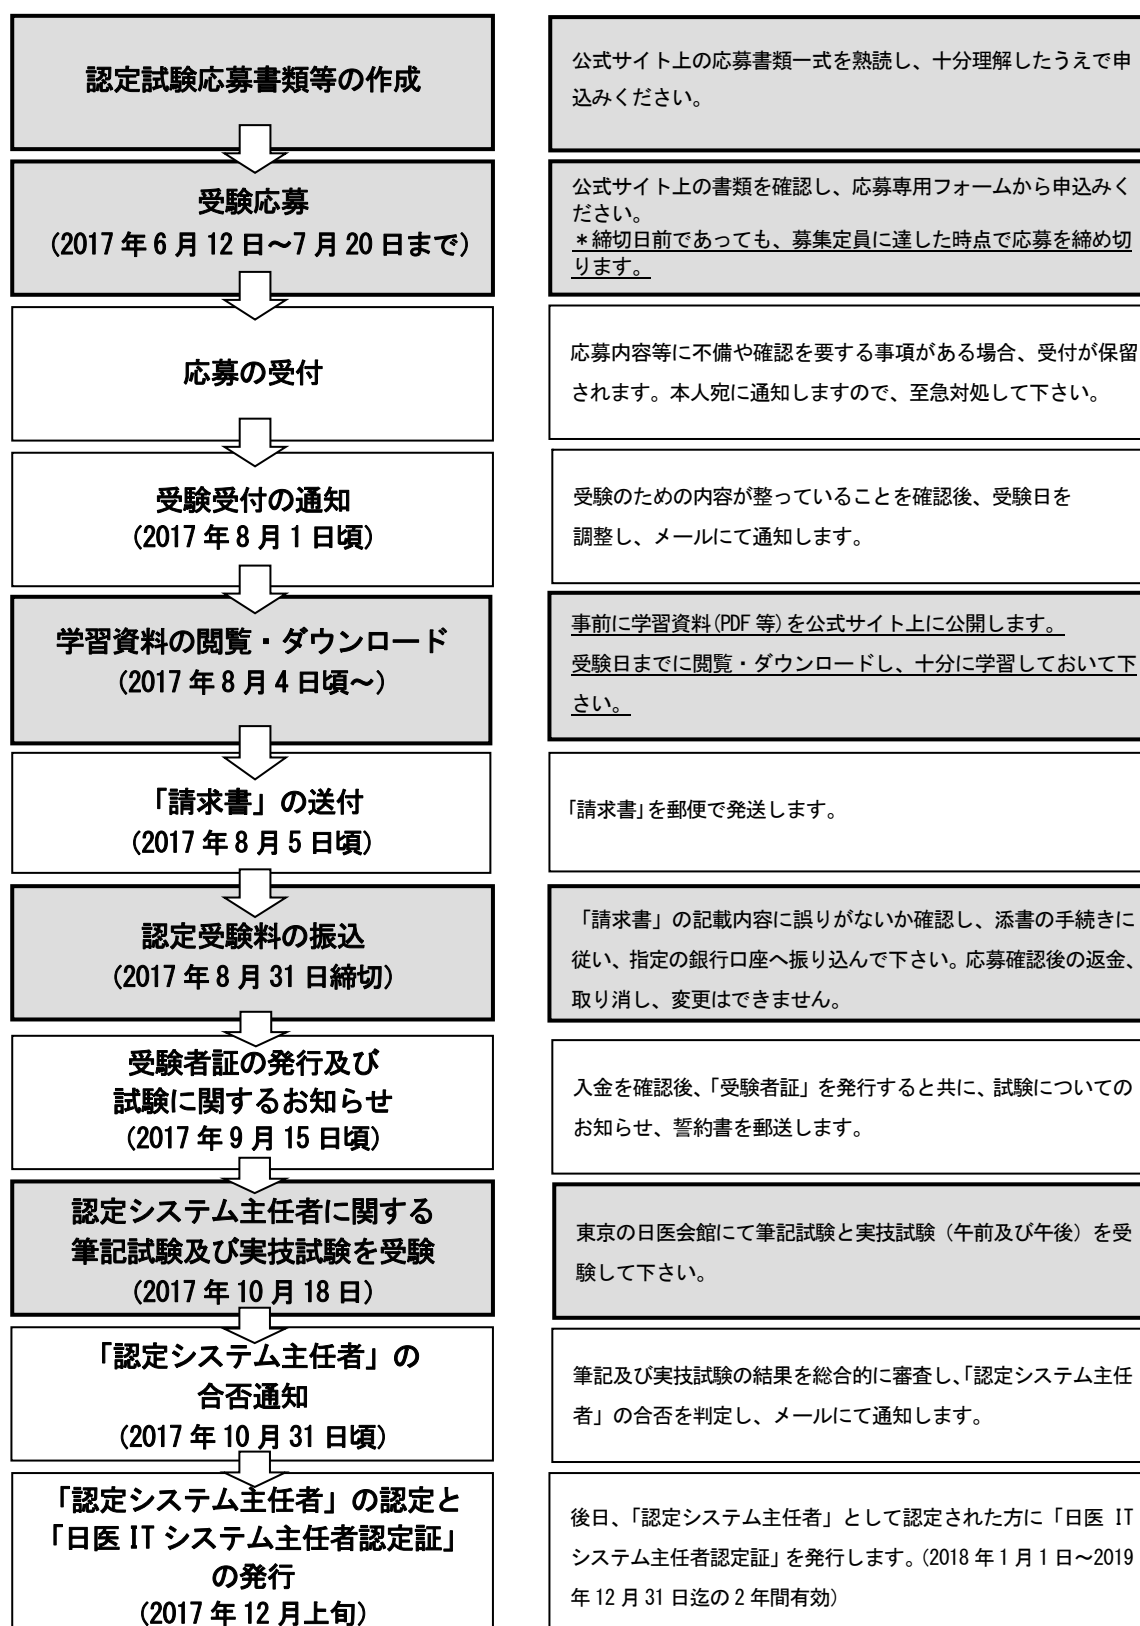 認定試験応募書類等の作成
公式サイト上の応募書類一式を熟読し、十分理解したうえで申
込みください。
受験応募
(2017 年 6 月 12 日～7 月 20 日まで)
公式サイト上の書類を確認し、応募専用フォームから申込みく
ださい。
＊締切日前であっても、募集定員に達した時点で応募を締め切
ります。
応募の受付
応募内容等に不備や確認を要する事項がある場合、受付が保留
されます。本人宛に通知しますので、至急対処して下さい。
受験受付の通知
(2017 年 8 月 1 日頃)
受験のための内容が整っていることを確認後、受験日を
調整し、メールにて通知します。
学習資料の閲覧・ダウンロード
(2017 年 8 月 4 日頃～)
事前に学習資料(PDF 等)を公式サイト上に公開します。
受験日までに閲覧・ダウンロードし、十分に学習しておいて下
さい。
「請求書」の送付
(2017 年 8 月 5 日頃)
「請求書」を郵便で発送します。
認定受験料の振込
(2017 年 8 月 31 日締切)
「請求書」の記載内容に誤りがないか確認し、添書の手続きに
従い、指定の銀行口座へ振り込んで下さい。応募確認後の返金、
取り消し、変更はできません。
受験者証の発行及び
試験に関するお知らせ
(2017 年 9 月 15 日頃)
入金を確認後、「受験者証」を発行すると共に、試験についての
お知らせ、誓約書を郵送します。
認定システム主任者に関する
筆記試験及び実技試験を受験
(2017 年 10 月 18 日)
東京の日医会館にて筆記試験と実技試験（午前及び午後）を受
験して下さい。
「認定システム主任者」の
合否通知
(2017 年 10 月 31 日頃)
筆記及び実技試験の結果を総合的に審査し、「認定システム主任
者」の合否を判定し、メールにて通知します。
「認定システム主任者」の認定と
「日医 IT システム主任者認定証」
の発行
(2017 年 12 月上旬)
後日、「認定システム主任者」として認定された方に「日医 IT
システム主任者認定証」を発行します。(2018 年 1 月 1 日～2019
年 12 月 31 日迄の 2 年間有効)